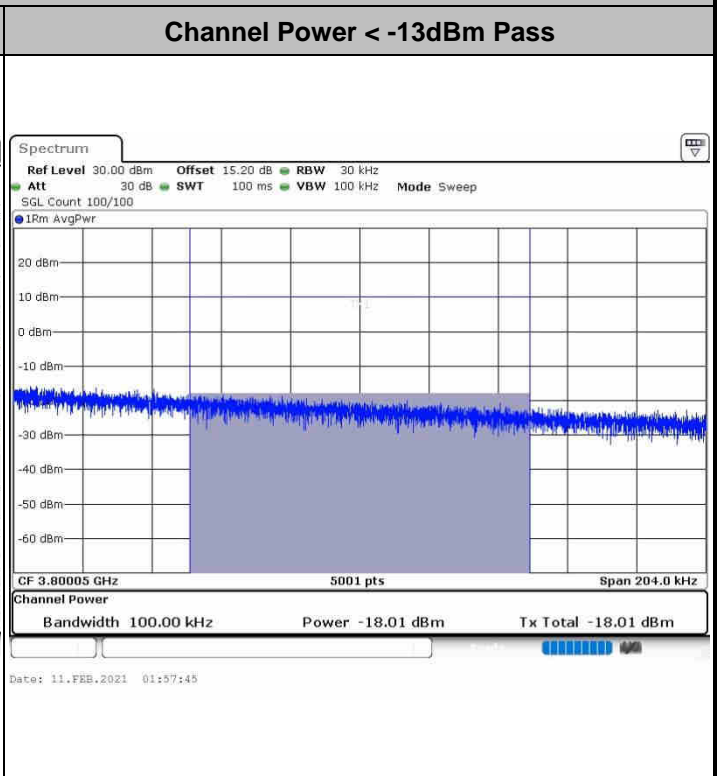 Channel Power < -13dBm Pass
Spectrum
Ref Level 30.00 dBm Offset 15.20 dB RBW 30 kHz
Att 30 dB SWT 100 ms VBW 100 kHz Mode Sweep
SGL Count 100/100
1Rm AvgPwr
20 dBm
10 dBm
0 dBm
-10 dBm
-30 dBm
-40 dBm
-50 dBm
-60 dBm
CF 3.80005 GHz 5001 pts Span 204.0 kHz
Channel Power
Bandwidth 100.00 kHz Power -18.01 dBm Tx Total -18.01 dBm
Date: 11.FEB.2021 01:57:45